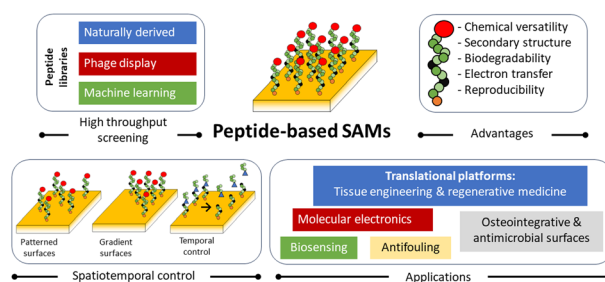 Peptide libraries
Naturally derived
Phage display
Machine learning
High throughput
screening
Peptide-based SAMs
- Chemical versatility
- Secondary structure
- Biodegradability
- Electron transfer
- Reproducibility
Advantages
Patterned
surfaces
Gradient
surfaces
Temporal
control
Spatiotemporal control
Translational platforms:
Tissue engineering & regenerative medicine
Molecular electronics
Osteointegrative &
antimicrobial surfaces
Biosensing
Antifouling
Applications